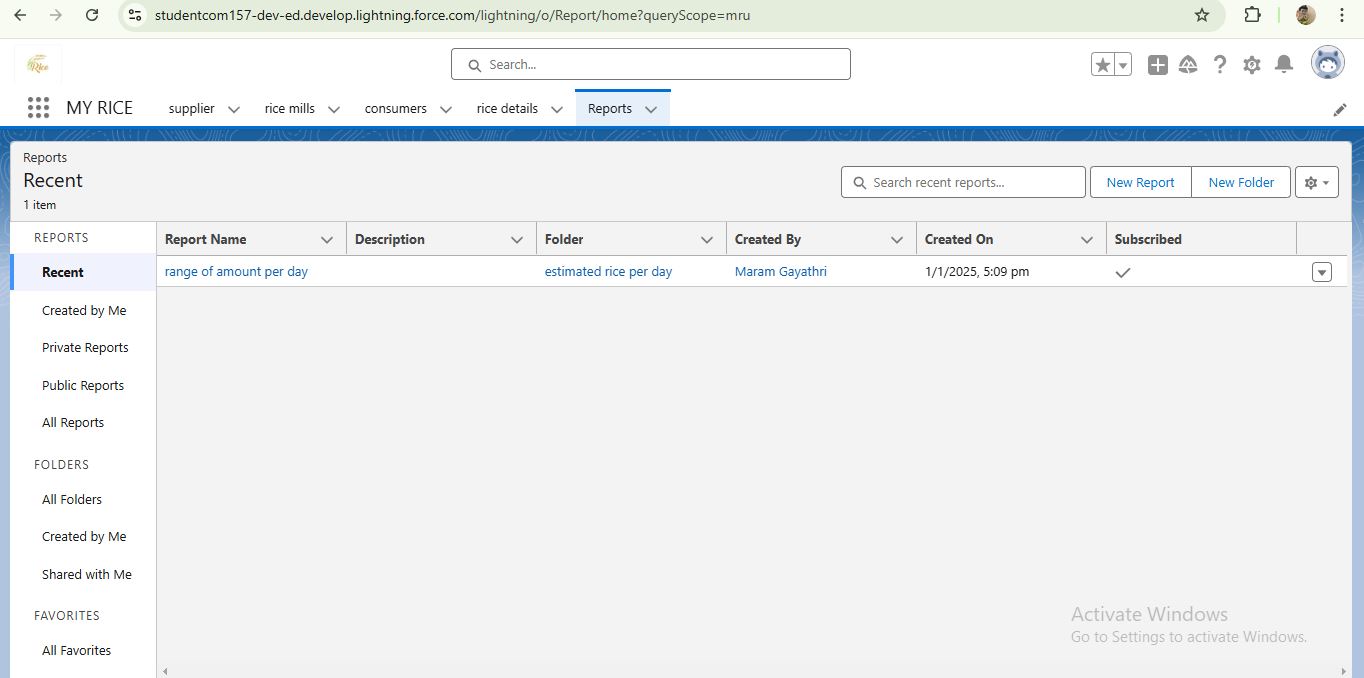 studentcom157-dev-ed.develop.lightning.force.com/lightning/o/Report/home?queryScope=mru
Rice
Search...
MY RICE
supplier
rice mills
consumers
rice details
Reports
Reports
Recent
1 item
Search recent reports...
New Report
New Folder
REPORTS
Recent
Created by Me
Private Reports
Public Reports
All Reports
FOLDERS
All Folders
Created by Me
Shared with Me
FAVORITES
All Favorites
Report Name Description Folder Created By Created On Subscribed
range of amount per day estimated rice per day Maram Gayathri 1/1/2025, 5:09 pm
Activate Windows
Go to Settings to activate Windows.